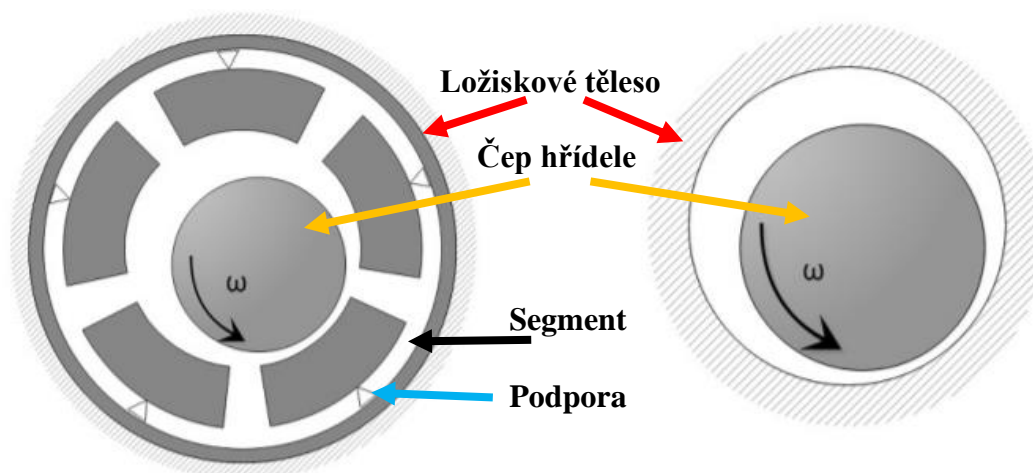 Ložiskové těleso
Čep hřídele
ω
ω
Segment
Podpora